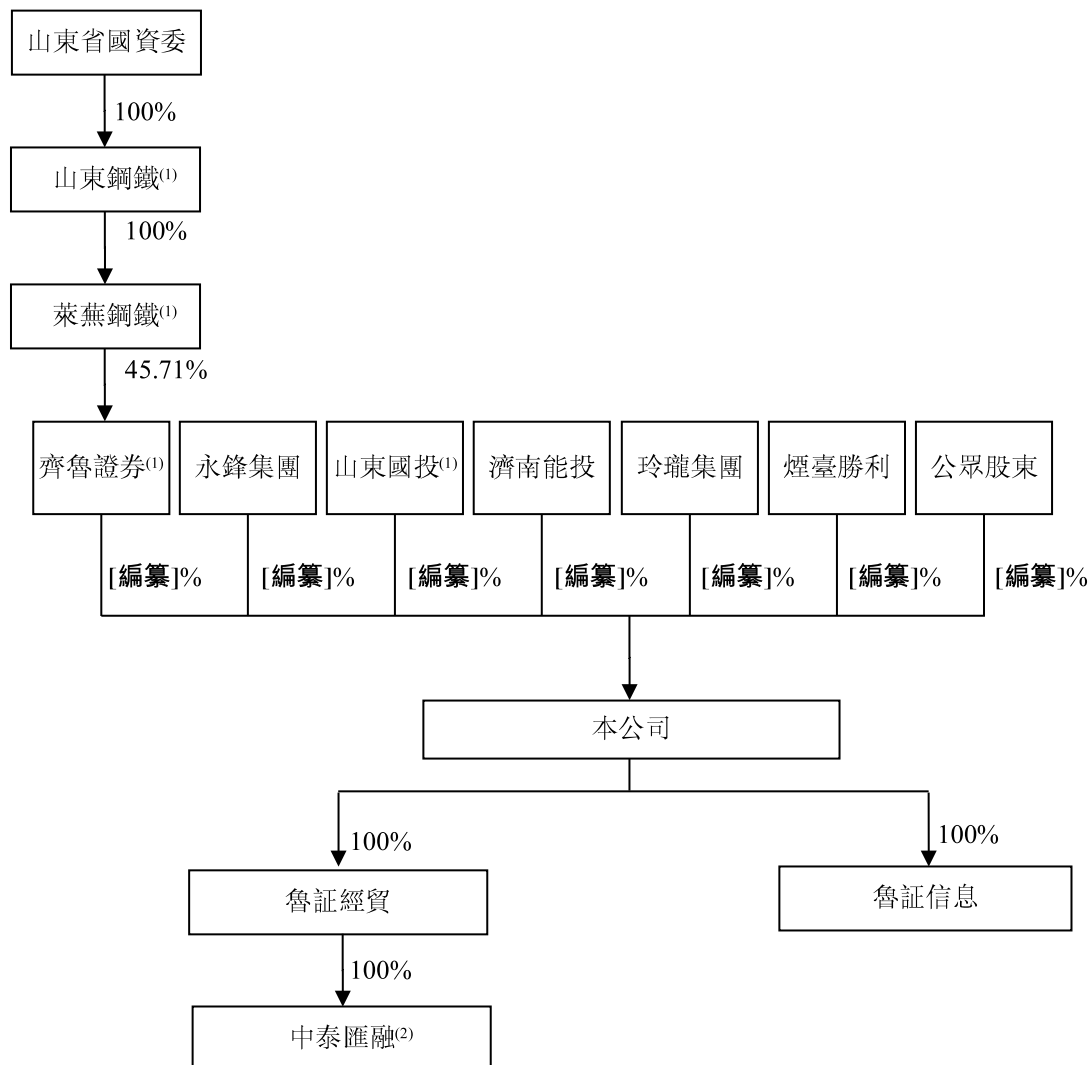 山東省國資委
100%
山東鋼鐵(1)
100%
萊蕪鋼鐵(1)
45.71%
齊魯證券(1) 永鋒集團 山東國投(1) 濟南能投 玲瓏集團 煙臺勝利 公眾股東
[編纂]% [編纂]% [編纂]% [編纂]% [編纂]% [編纂]% [編纂]%
本公司
100% 100%
魯証經貿 魯証信息
100%
中泰匯融(2)